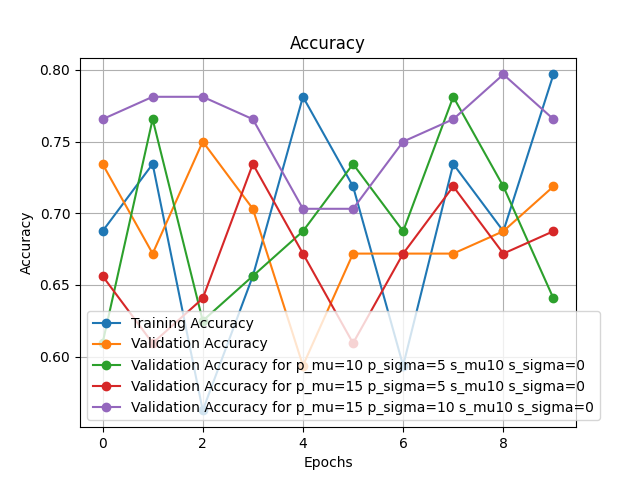 Accuracy
0.80
0.75
0.70
0.65
0.60
Accuracy
Training Accuracy
Validation Accuracy
Validation Accuracy for p_mu=10 p_sigma=5 s_mu10 s_sigma=0
Validation Accuracy for p_mu=15 p_sigma=5 s_mu10 s_sigma=0
Validation Accuracy for p_mu=15 p_sigma=10 s_mu10 s_sigma=0
0 2 4 6 8
Epochs